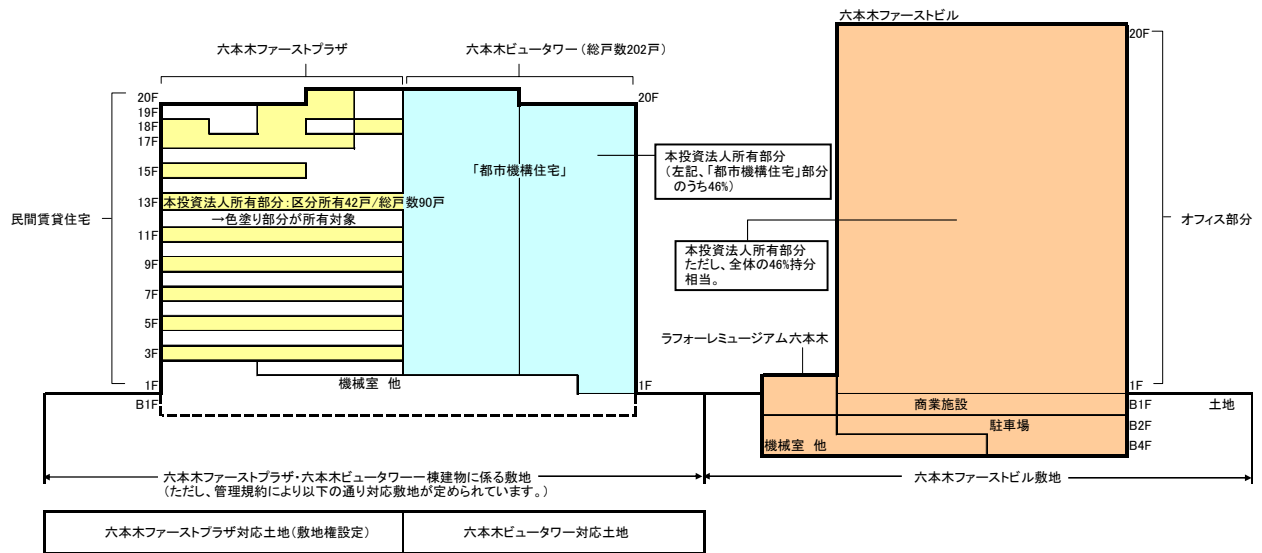 六本木ファーストビル
六本木ファーストプラザ
六本木ビュータワー（総戸数202戸）
20F
20F
20F
19F
18F
17F
15F
13F
11F
9F
7F
5F
3F
1F
B1F
民間賃貸住宅
本投資法人所有部分：区分所有42戸/総戸数90戸
→色塗り部分が所有対象
「都市機構住宅」
機械室 他
1F
本投資法人所有部分
（左記、「都市機構住宅」部分
のうち46%）
本投資法人所有部分
ただし、全体の46%持分
相当。
オフィス部分
ラフォーレミュージアム六本木
1F
商業施設
B1F
土地
駐車場
B2F
機械室 他
B4F
六本木ファーストプラザ・六本木ビュータワー一棟建物に係る敷地
（ただし、管理規約により以下の通り対応敷地が定められています。）
六本木ファーストビル敷地
六本木ファーストプラザ対応土地（敷地権設定）
六本木ビュータワー対応土地